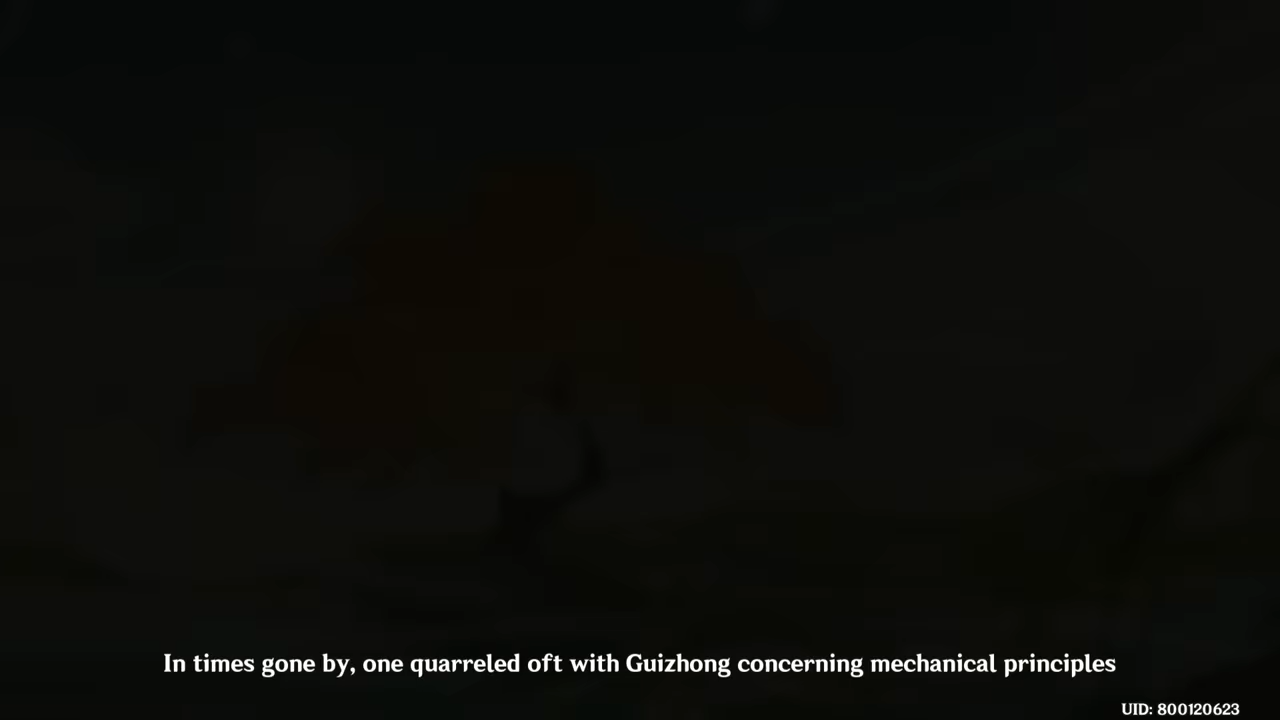 In times gone by, one quarreled oft with Guizhong concerning mechanical principles
UID: 800120623